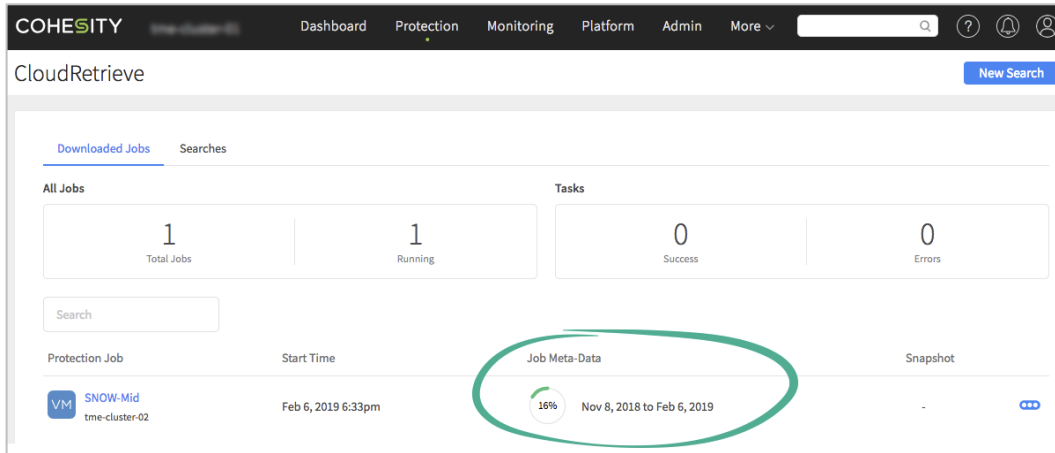 COHESITY Dashboard Protection Monitoring Platform Admin More
CloudRetrieve New Search
Downloaded Jobs Searches
All Jobs Tasks
1 1 0 0
Total Jobs Running Success Errors
Search
Protection Job Start Time Job Meta-Data Snapshot
VM SNOW-Mid Feb 6, 2019 6:33pm 16% Nov 8, 2018 to Feb 6, 2019 -
tme-cluster-02